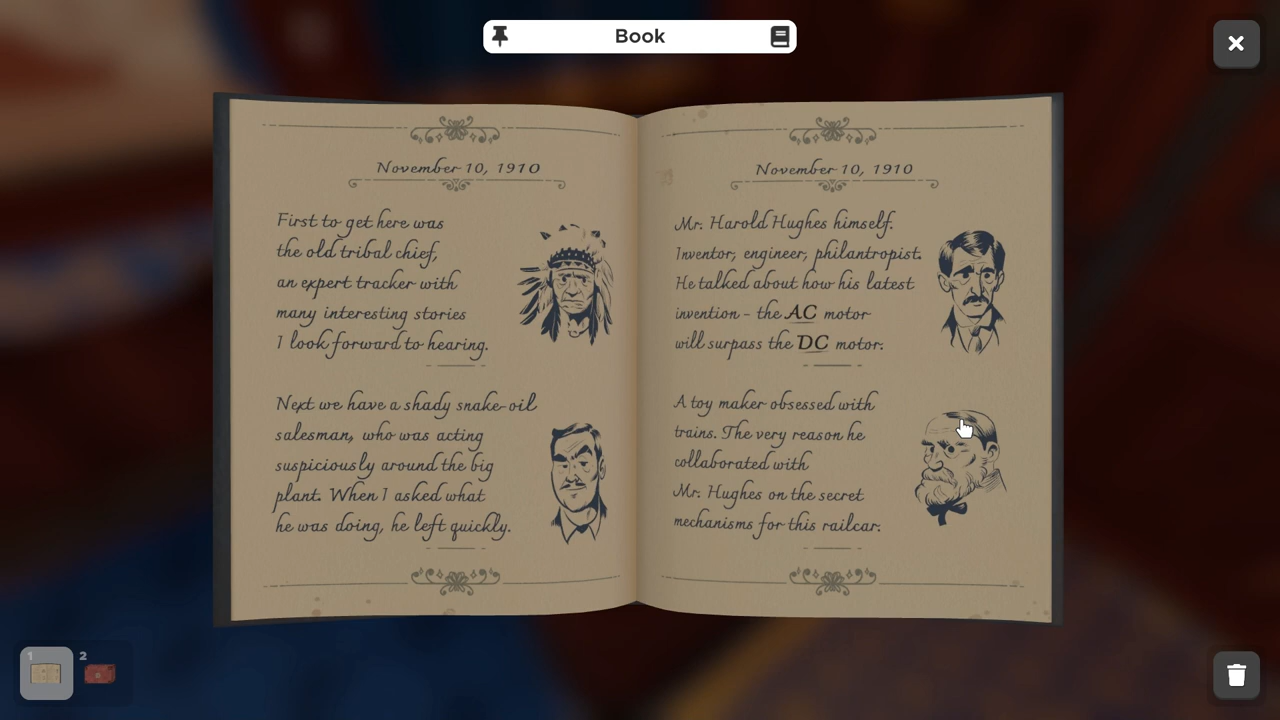 Book
November 10, 1910
First to get here was
the old tribal chief,
an expert tracker with
many interesting stories
I look forward to hearing.
Next we have a shady snake-oil
salesman, who was acting
suspiciously around the big
plant. When I asked what
he was doing, he left quickly.
November 10, 1910
Mr. Harold Hughes himself.
Inventor, engineer, philantropist.
He talked about how his latest
invention - the AC motor
will surpass the DC motor.
A toy maker obsessed with
trains. The very reason he
collaborated with
Mr. Hughes on the secret
mechanisms for this railcar.
1
2